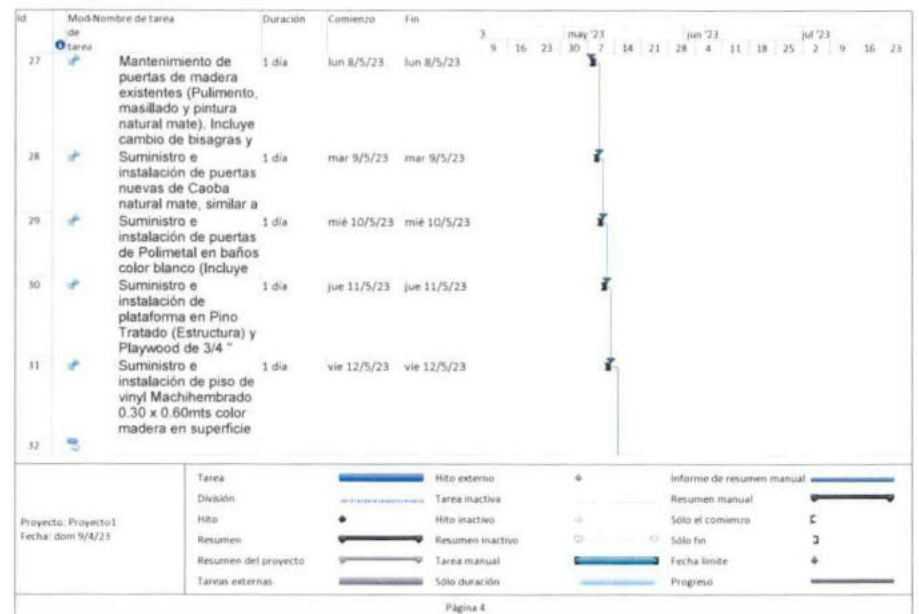 Id
Mod
de
tarea
Nombre de tarea
Duración
Comienzo
Fin
3
may '23
jun '23
jul '23
9 16 23 30 7 14 21 28 4 11 18 25 2 9 16 23
27
Mantenimiento de
puertas de madera
existentes (Pulimento,
masillado y pintura
natural mate). Incluye
cambio de bisagras y
1 día
lun 8/5/23
lun 8/5/23
28
Suministro e
instalación de puertas
nuevas de Caoba
natural mate, similar a
1 día
mar 9/5/23
mar 9/5/23
29
Suministro e
instalación de puertas
de Polimetal en baños
color blanco (Incluye
1 día
mié 10/5/23
mié 10/5/23
30
Suministro e
instalación de
plataforma en Pino
Tratado (Estructura) y
Playwood de 3/4 "
1 día
jue 11/5/23
jue 11/5/23
31
Suministro e
instalación de piso de
vinyl Machihembrado
0.30 x 0.60mts color
madera en superficie
1 día
vie 12/5/23
vie 12/5/23
32
Proyecto: Proyecto1
Fecha: dom 9/4/23
Tarea
División
Hito
Resumen
Resumen del proyecto
Tareas externas
Hito externo
Tarea inactiva
Hito inactivo
Resumen inactivo
Tarea manual
Sólo duración
Informe de resumen manual
Resumen manual
Sólo el comienzo
Sólo fin
Fecha límite
Progreso
Página 4